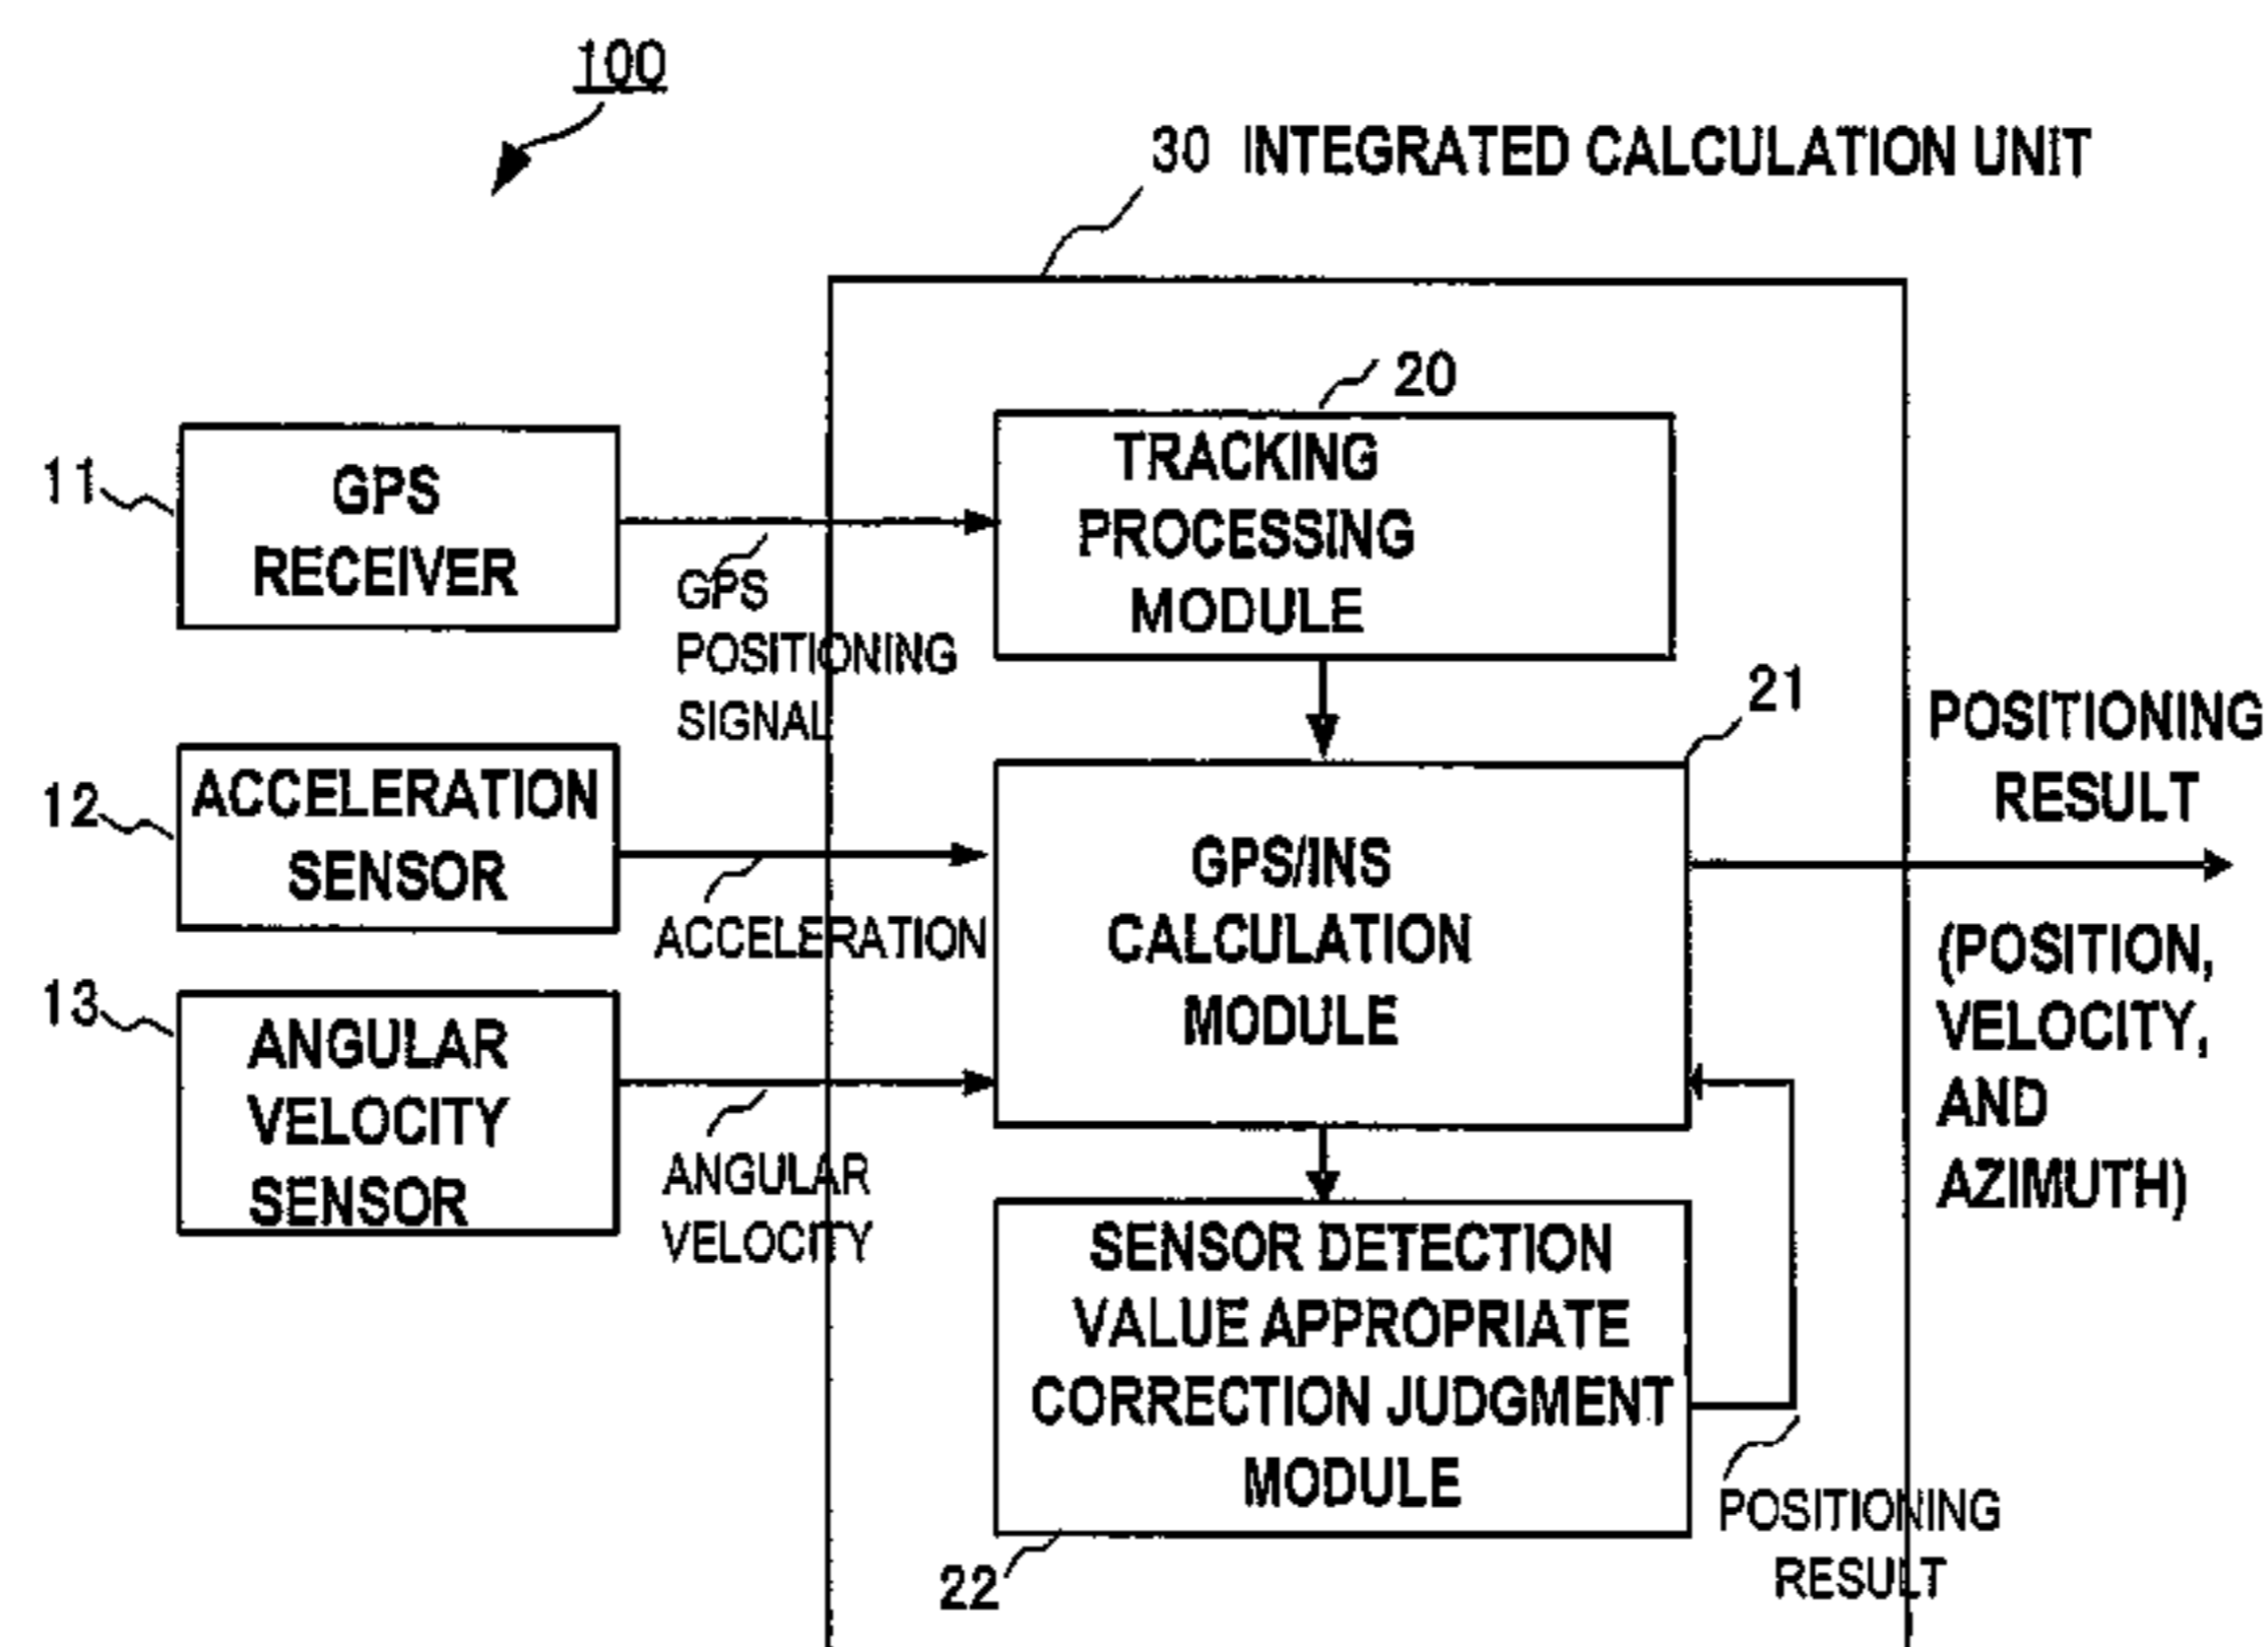 100
30 INTEGRATED CALCULATION UNIT
20
11
GPS
RECEIVER
GPS
POSITIONING
SIGNAL
TRACKING
PROCESSING
MODULE
12
ACCELERATION
SENSOR
ACCELERATION
21
GPS/INS
CALCULATION
MODULE
POSITIONING
RESULT
(POSITION,
VELOCITY,
AND
AZIMUTH)
13
ANGULAR
VELOCITY
SENSOR
ANGULAR
VELOCITY
SENSOR DETECTION
VALUE APPROPRIATE
CORRECTION JUDGMENT
MODULE
22
POSITIONING
RESULT